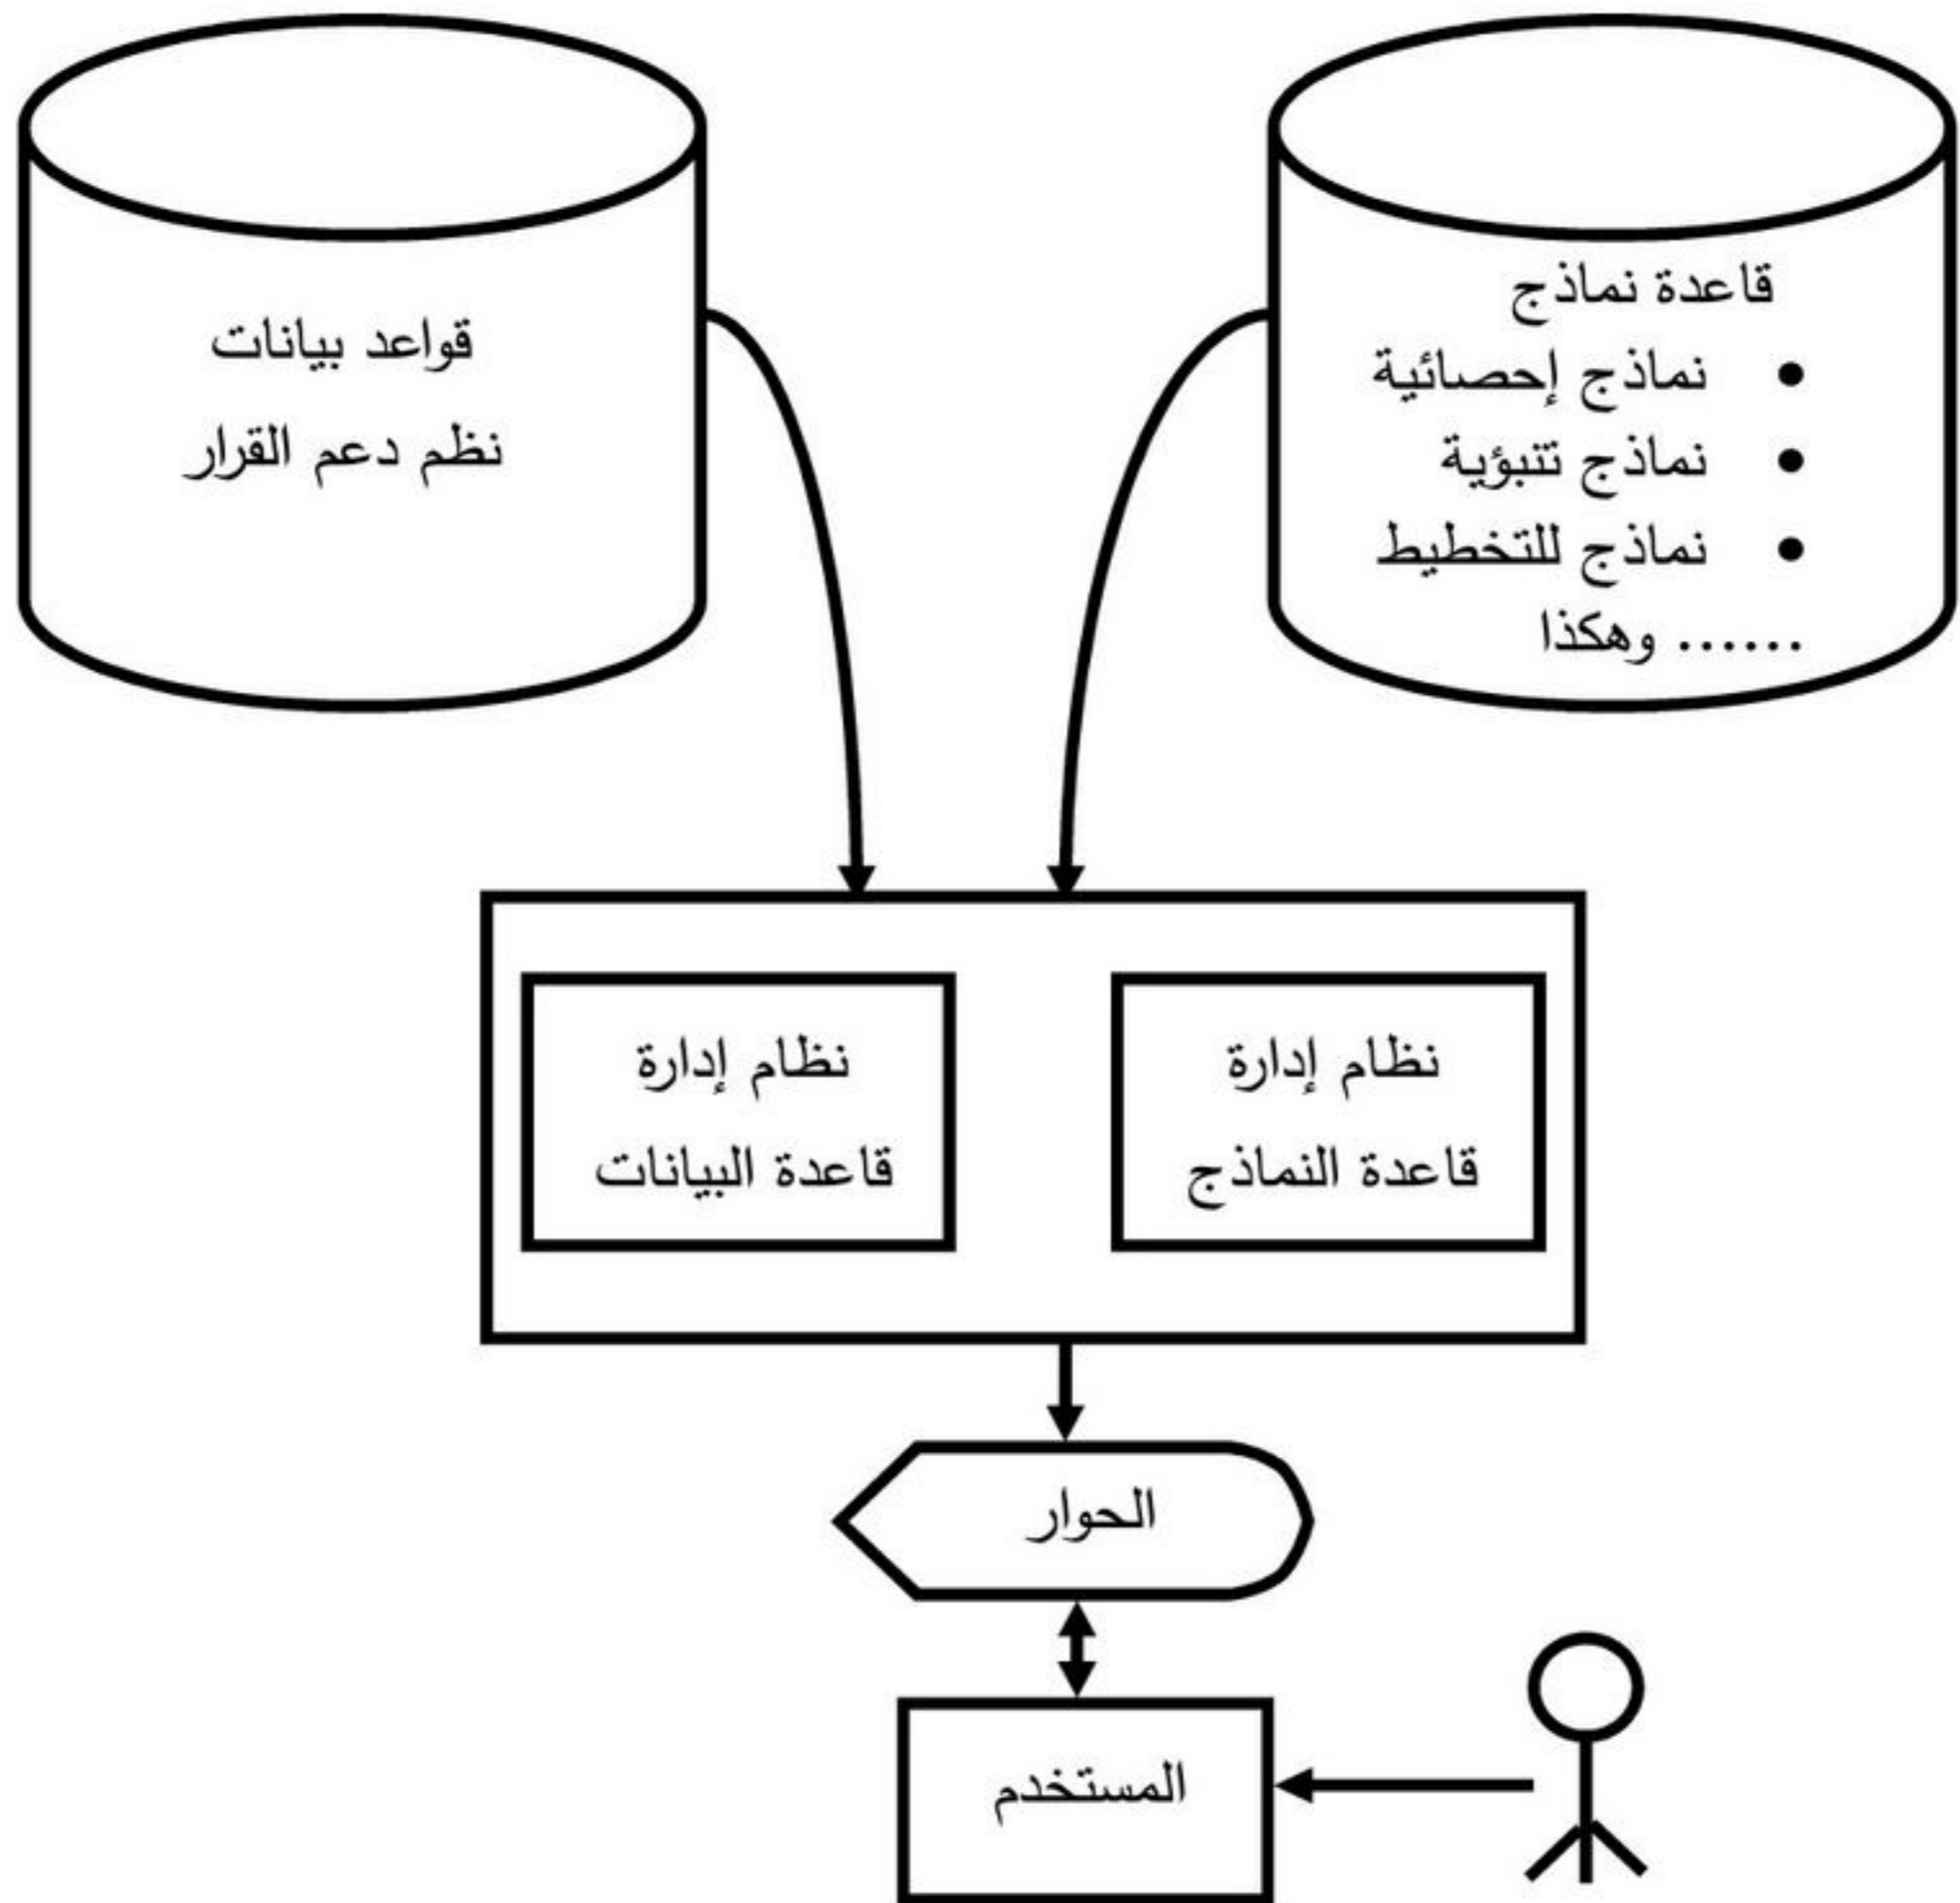 قاعدة نماذج
• نماذج إحصائية
• نماذج تنبؤية
• نماذج للتخطيط
...... وهكذا
قواعد بيانات
نظم دعم القرار
نظام إدارة
قاعدة النماذج
نظام إدارة
قاعدة البيانات
الحوار
المستخدم